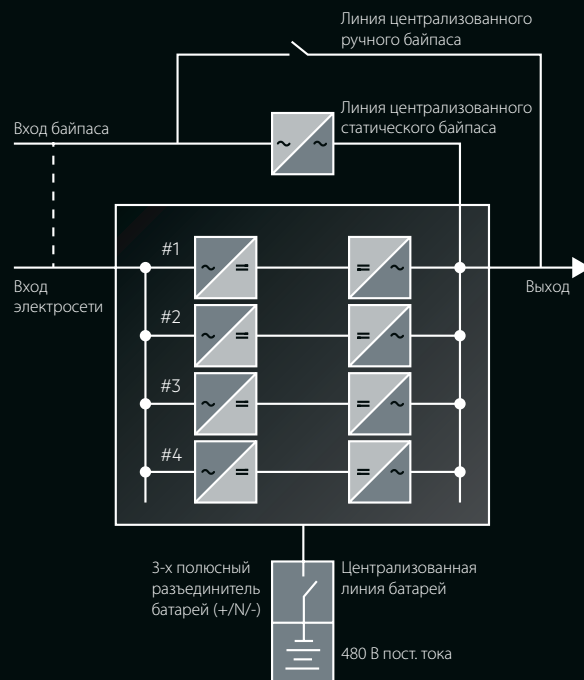 Линия централизованного
ручного байпаса
Линия централизованного
статического байпаса
Вход байпаса
#1
Вход
электросети
Выход
#2
#3
#4
3-х полюсный
разъединитель
батарей (+/N/-)
Централизованная
линия батарей
480 В пост. тока